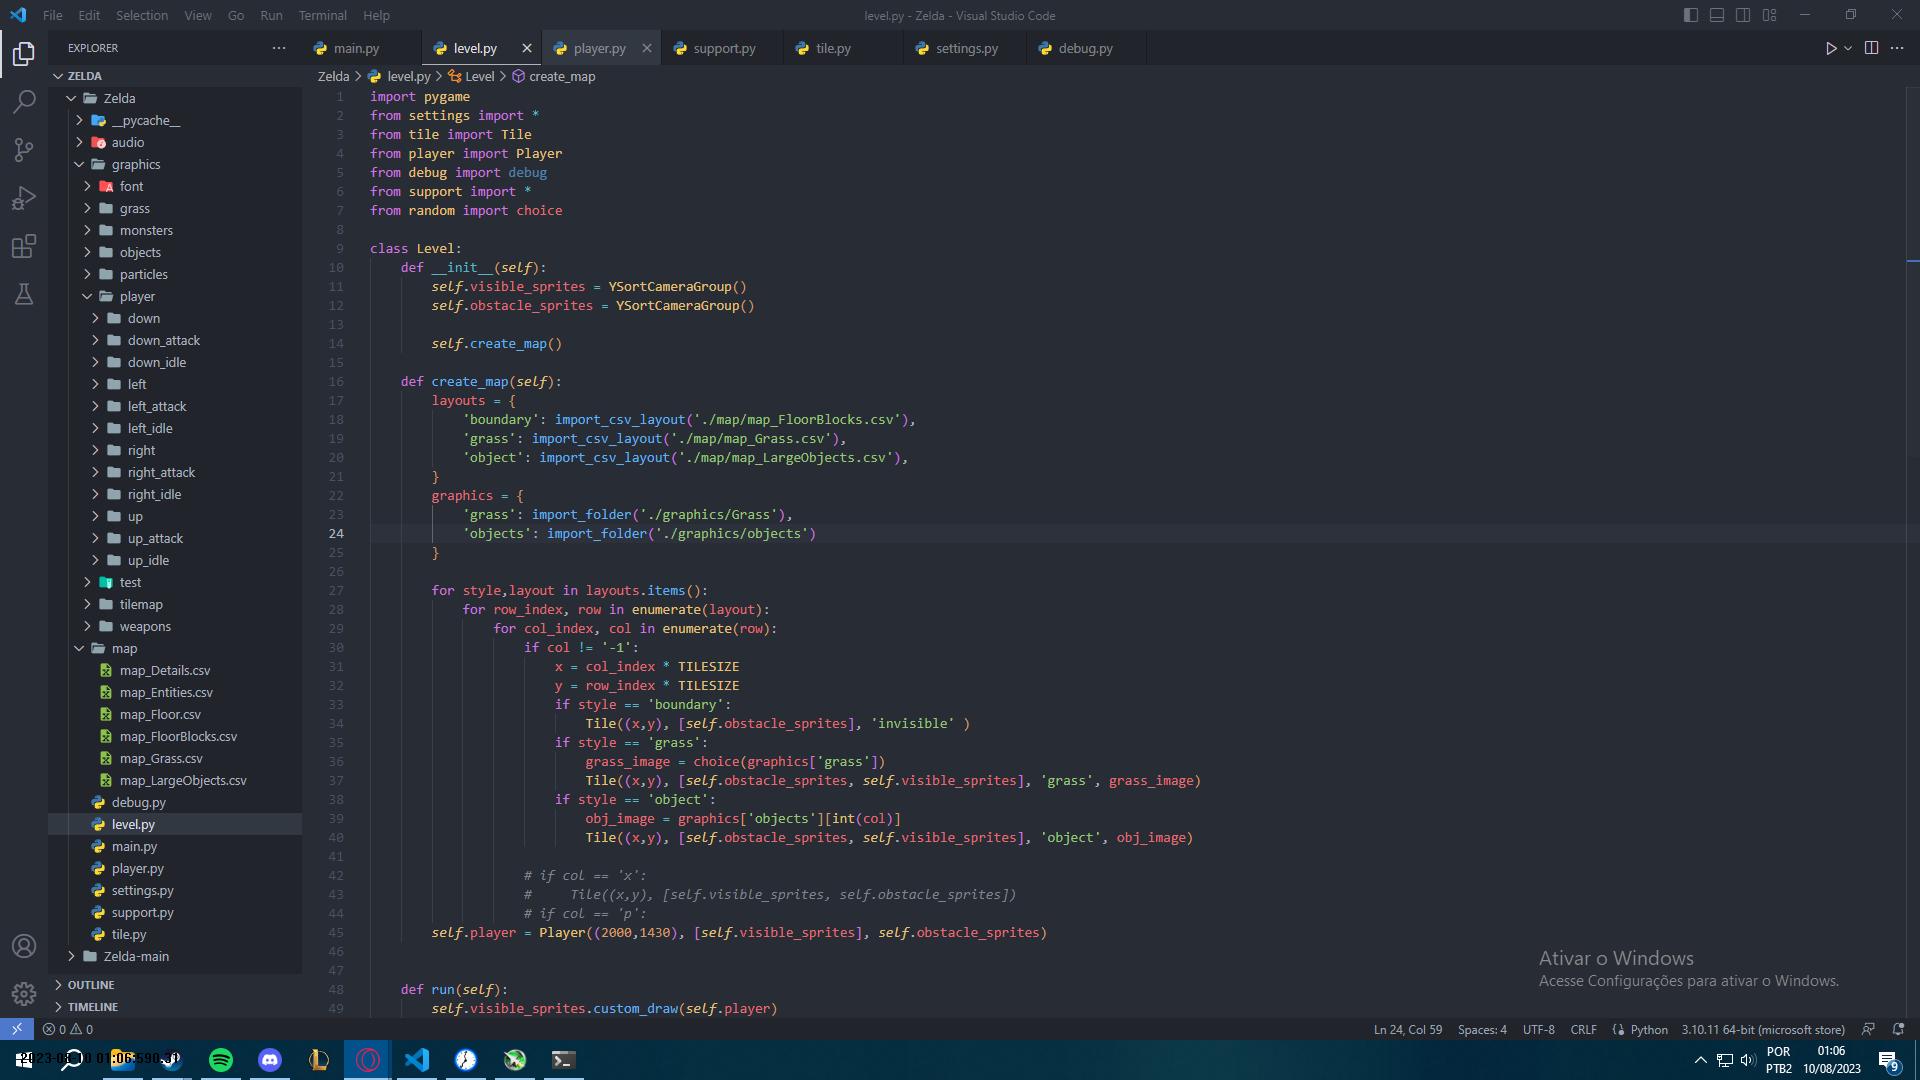 File Edit Selection View Go Run Terminal Help
level.py - Zelda - Visual Studio Code
EXPLORER
main.py level.py player.py support.py tile.py settings.py debug.py
ZELDA
Zelda > level.py > Level > create_map
Zelda
__pycache__
audio
graphics
font
grass
monsters
objects
particles
player
down
down_attack
down_idle
left
left_attack
left_idle
right
right_attack
right_idle
up
up_attack
up_idle
test
tilemap
weapons
map
map_Details.csv
map_Entities.csv
map_Floor.csv
map_FloorBlocks.csv
map_Grass.csv
map_LargeObjects.csv
debug.py
level.py
main.py
player.py
settings.py
support.py
tile.py
Zelda-main
OUTLINE
TIMELINE
1 import pygame
2 from settings import *
3 from tile import Tile
4 from player import Player
5 from debug import debug
6 from support import *
7 from random import choice
8
9 class Level:
10 def __init__(self):
11 self.visible_sprites = YSortCameraGroup()
12 self.obstacle_sprites = YSortCameraGroup()
13
14 self.create_map()
15
16 def create_map(self):
17 layouts = {
18 'boundary': import_csv_layout('./map/map_FloorBlocks.csv'),
19 'grass': import_csv_layout('./map/map_Grass.csv'),
20 'object': import_csv_layout('./map/map_LargeObjects.csv'),
21 }
22 graphics = {
23 'grass': import_folder('./graphics/Grass'),
24 'objects': import_folder('./graphics/objects')
25 }
26
27 for style,layout in layouts.items():
28 for row_index, row in enumerate(layout):
29 for col_index, col in enumerate(row):
30 if col != '-1':
31 x = col_index * TILESIZE
32 y = row_index * TILESIZE
33 if style == 'boundary':
34 Tile((x,y), [self.obstacle_sprites], 'invisible' )
35 if style == 'grass':
36 grass_image = choice(graphics['grass'])
37 Tile((x,y), [self.obstacle_sprites, self.visible_sprites], 'grass', grass_image)
38 if style == 'object':
39 obj_image = graphics['objects'][int(col)]
40 Tile((x,y), [self.obstacle_sprites, self.visible_sprites], 'object', obj_image)
41
42 # if col == 'x':
43 # Tile((x,y), [self.visible_sprites, self.obstacle_sprites])
44 # if col == 'p':
45 self.player = Player((2000,1430), [self.visible_sprites], self.obstacle_sprites)
46
47
48 def run(self):
49 self.visible_sprites.custom_draw(self.player)
Ativar o Windows
Acesse Configurações para ativar o Windows.
0 0
Ln 24, Col 59 Spaces: 4 UTF-8 CRLF Python 3.10.11 64-bit (microsoft store)
POR
PTB2
01:06
10/08/2023
9